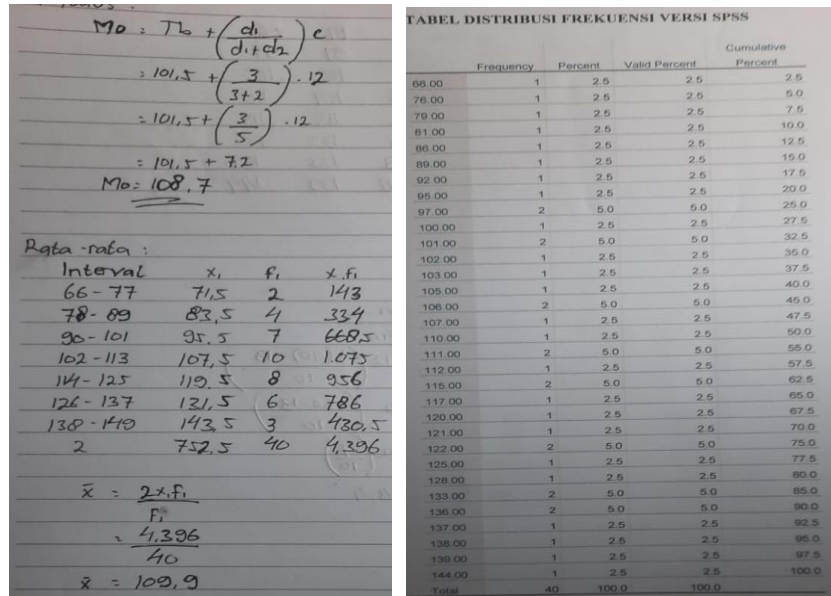 Mo = Tb + (d1 / d1+d2) c
= 101,5 + (3 / 3+2) . 12
= 101,5 + (3 / 5) . 12
= 101,5 + 7,2
Mo = 108,7
Rata-rata :
Interval x, f, x.f,
66 - 77 71,5 2 143
78 - 89 83,5 4 334
90 - 101 95,5 7 668,5
102 - 113 107,5 10 1.075
114 - 125 119,5 8 956
126 - 137 131,5 6 786
138 - 149 143,5 3 430,5
2 752,5 40 4.396
x̄ = 2x.f, / F,
= 4.396 / 40
x̄ = 109,9
TABEL DISTRIBUSI FREKUENSI VERSI SPSS
Frequency Percent Valid Percent Cumulative Percent
66.00 1 2.5 2.5 2.5
76.00 1 2.5 2.5 5.0
79.00 1 2.5 2.5 7.5
81.00 1 2.5 2.5 10.0
86.00 1 2.5 2.5 12.5
89.00 1 2.5 2.5 15.0
92.00 1 2.5 2.5 17.5
95.00 1 2.5 2.5 20.0
97.00 2 5.0 5.0 25.0
100.00 1 2.5 2.5 27.5
101.00 2 5.0 5.0 32.5
102.00 1 2.5 2.5 35.0
103.00 1 2.5 2.5 37.5
105.00 1 2.5 2.5 40.0
106.00 2 5.0 5.0 45.0
107.00 1 2.5 2.5 47.5
110.00 1 2.5 2.5 50.0
111.00 2 5.0 5.0 55.0
112.00 1 2.5 2.5 57.5
115.00 2 5.0 5.0 62.5
117.00 1 2.5 2.5 65.0
120.00 1 2.5 2.5 67.5
121.00 1 2.5 2.5 70.0
122.00 2 5.0 5.0 75.0
125.00 1 2.5 2.5 77.5
128.00 1 2.5 2.5 80.0
133.00 2 5.0 5.0 85.0
136.00 2 5.0 5.0 90.0
137.00 1 2.5 2.5 92.5
138.00 1 2.5 2.5 95.0
139.00 1 2.5 2.5 97.5
144.00 1 2.5 2.5 100.0
Total 40 100.0 100.0